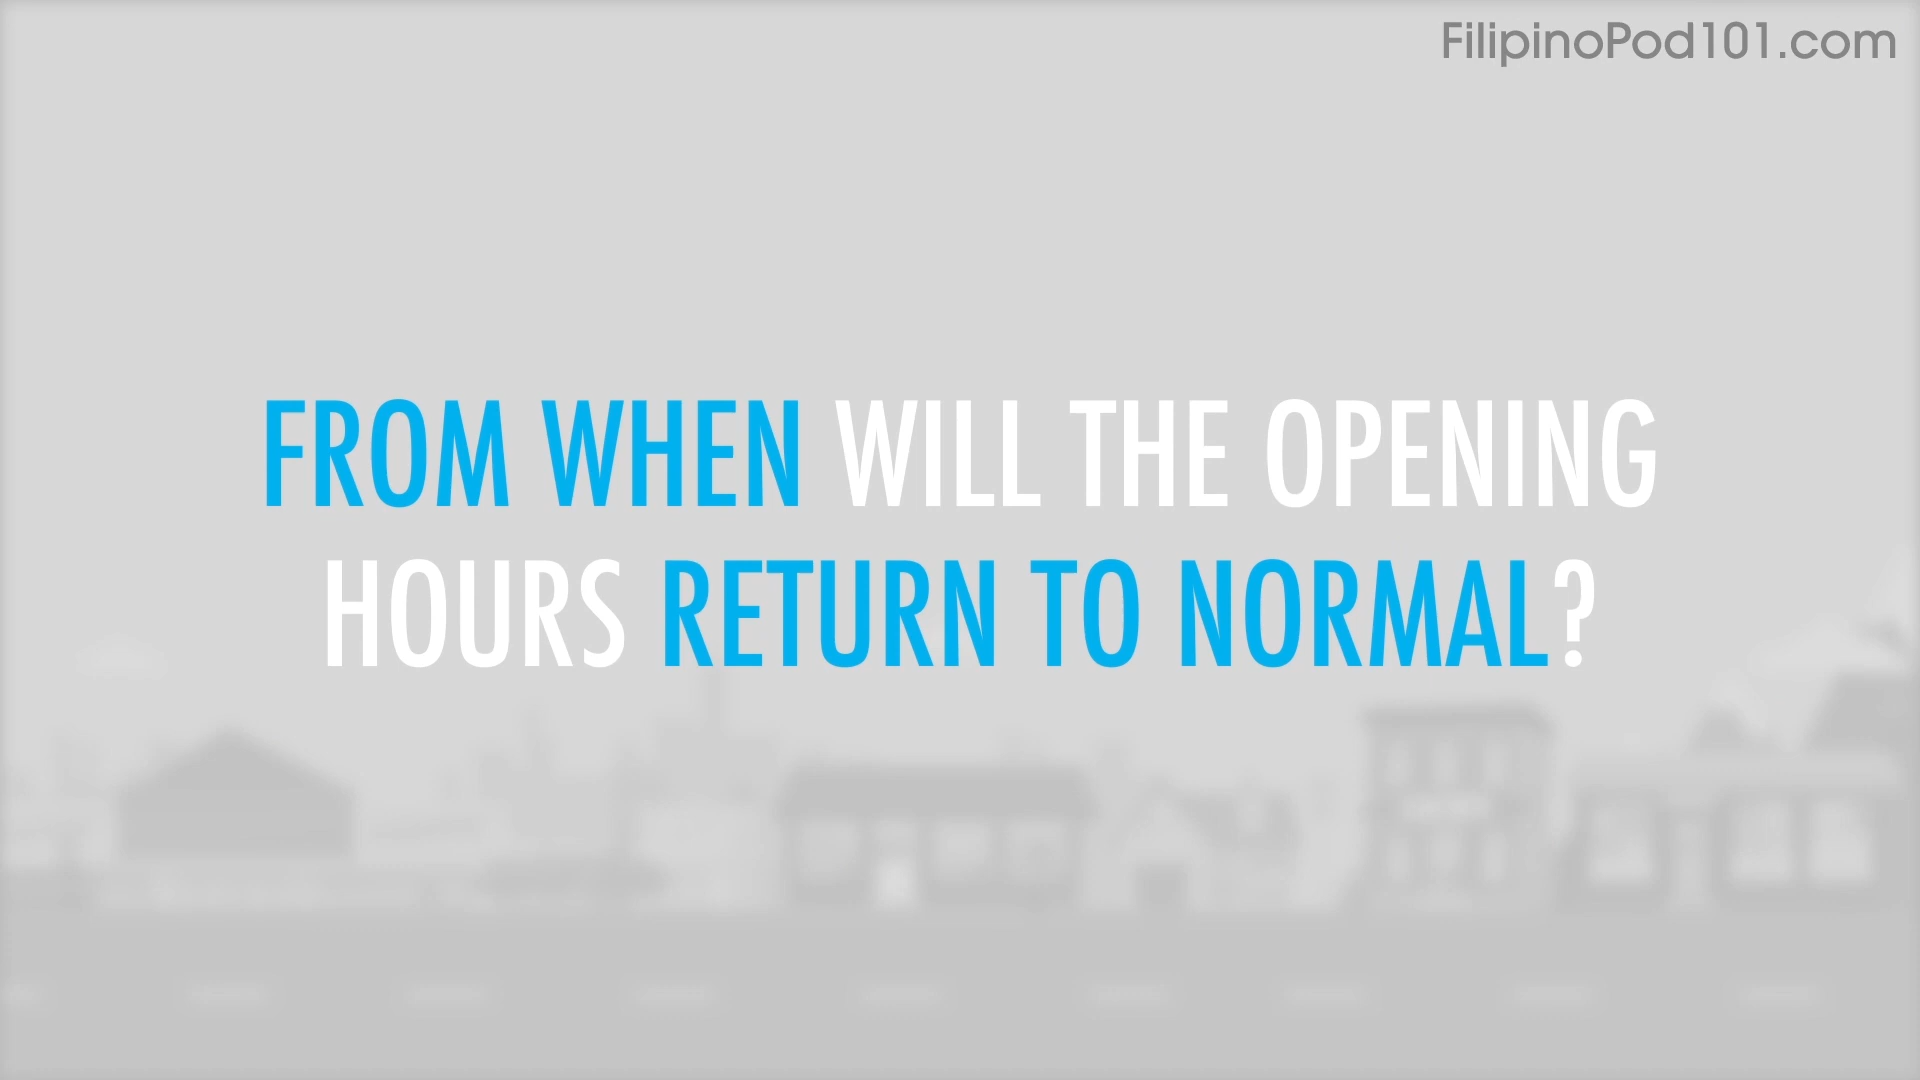 FilipinoPod101.com
FROM WHEN WILL THE OPENING
HOURS RETURN TO NORMAL?